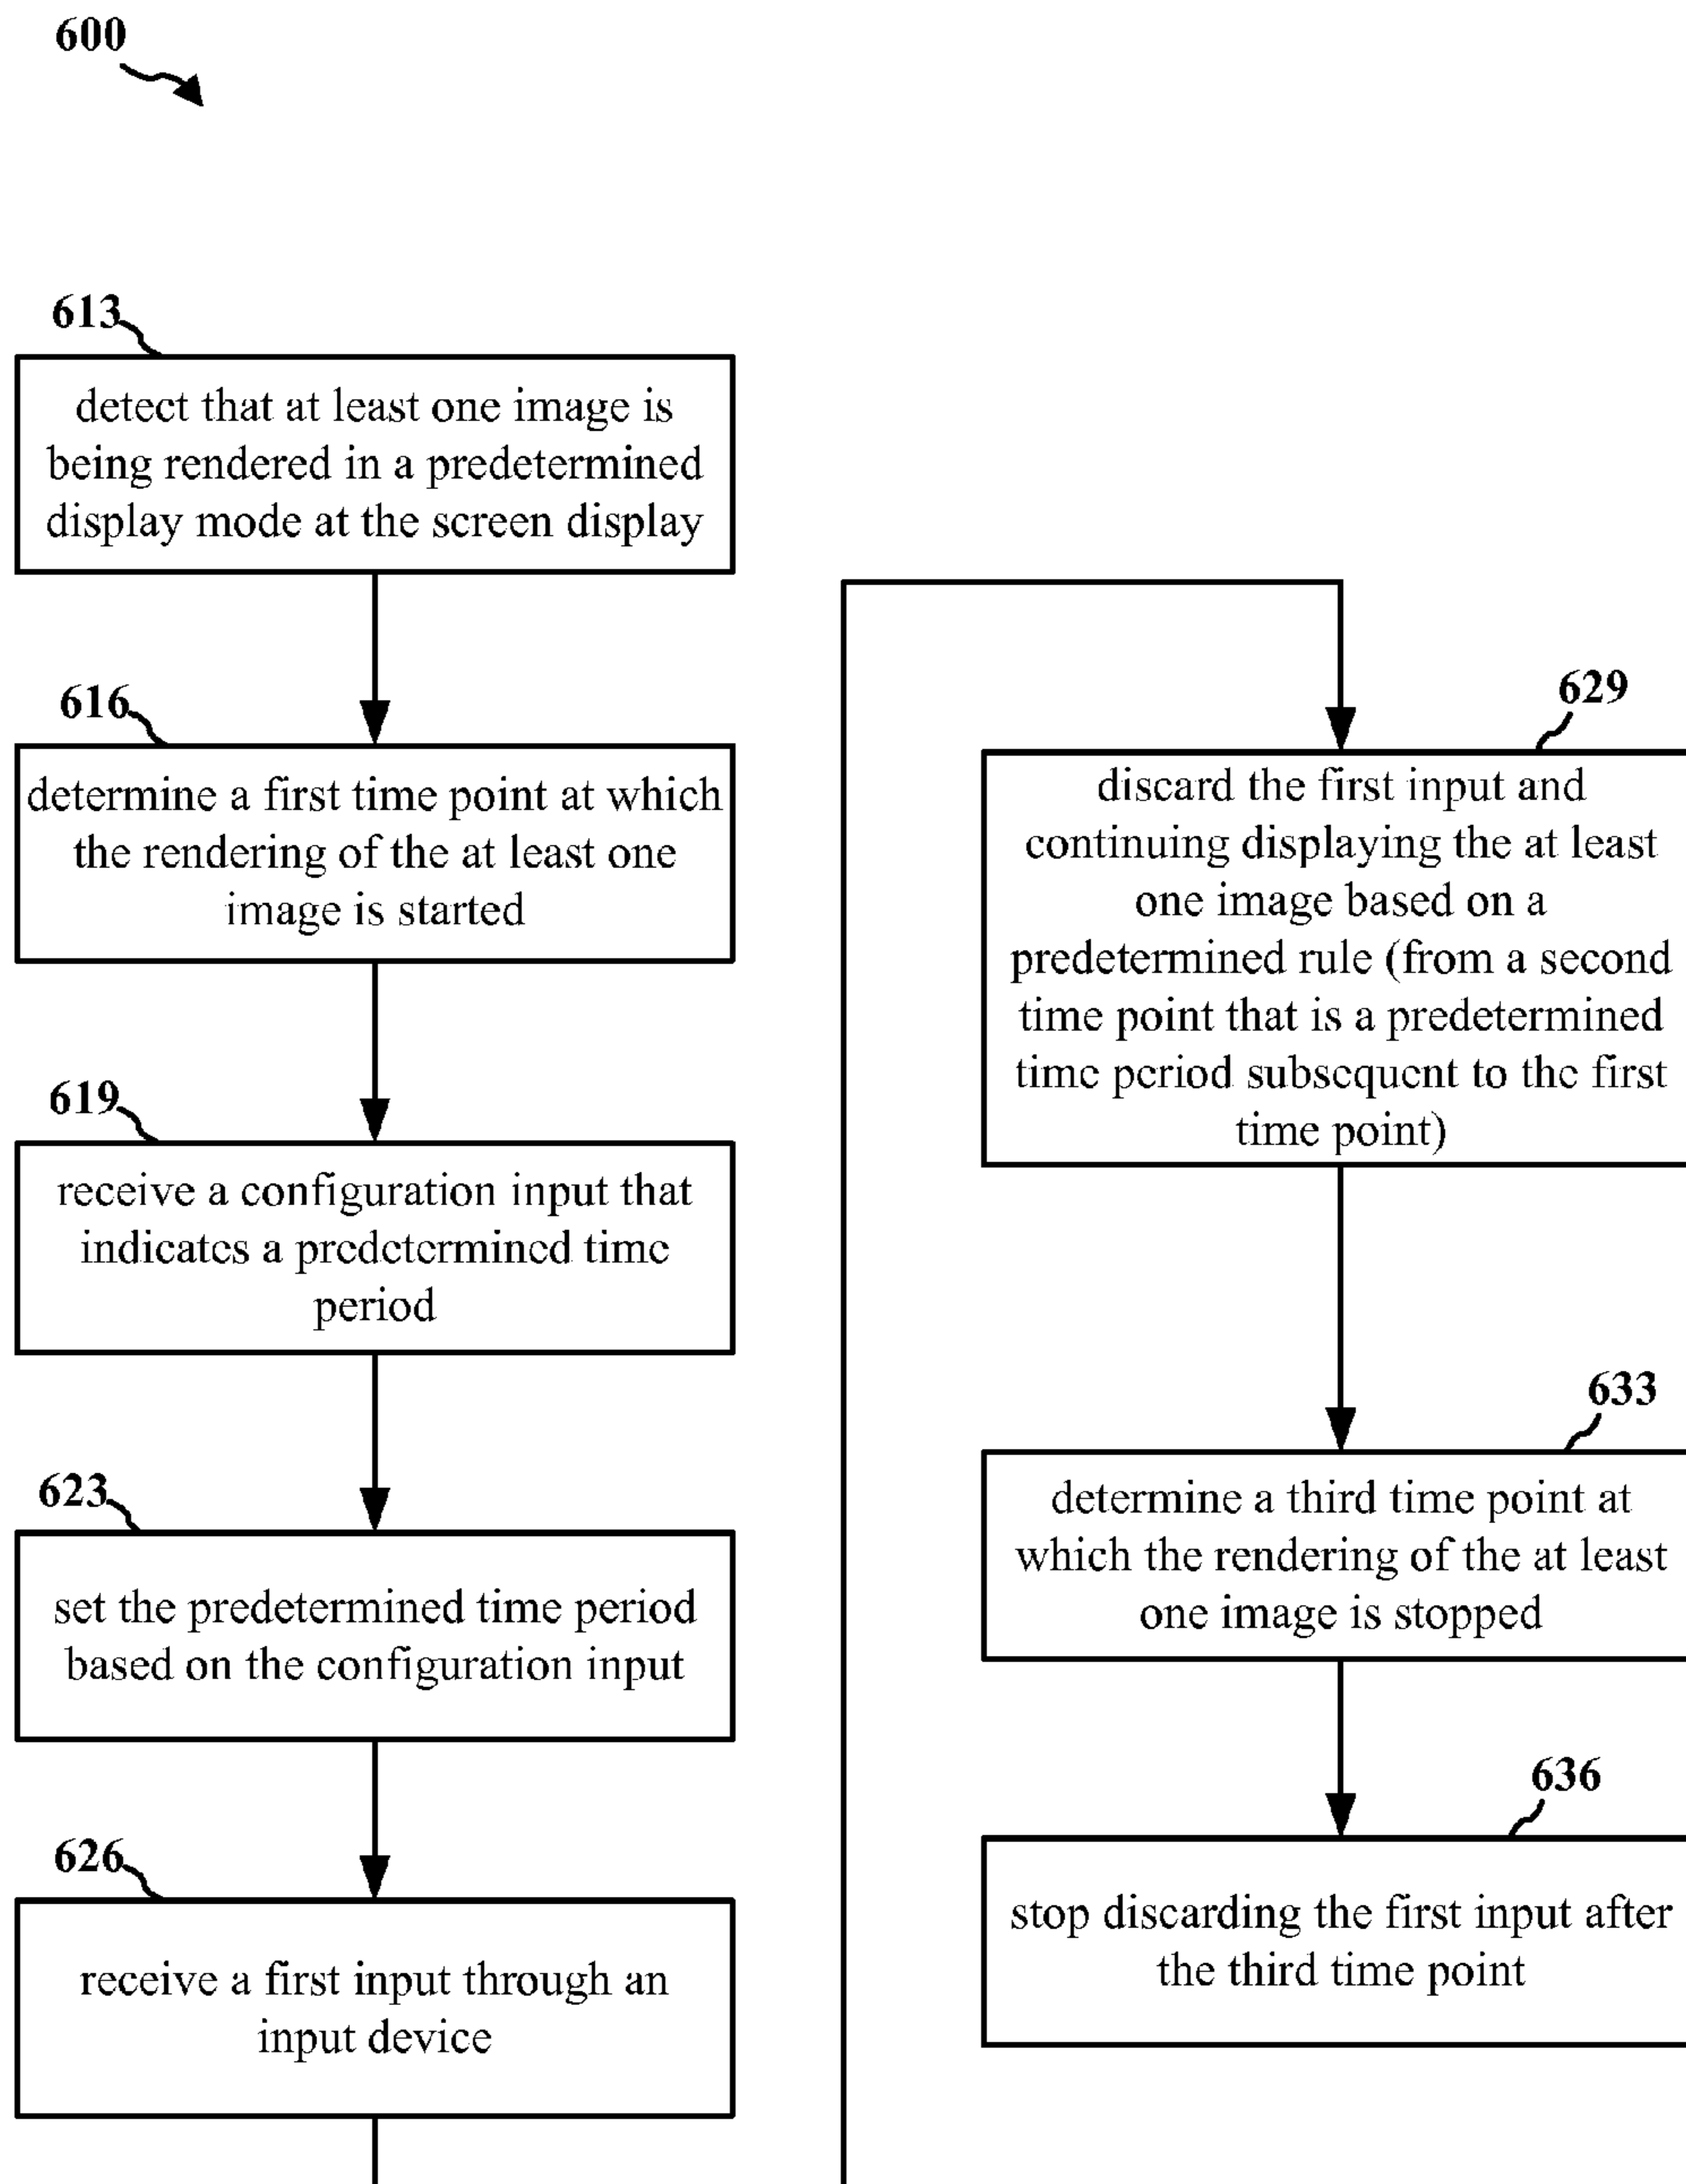 600
613
detect that at least one image is
being rendered in a predetermined
display mode at the screen display
616
determine a first time point at which
the rendering of the at least one
image is started
619
receive a configuration input that
indicates a predetermined time
period
623
set the predetermined time period
based on the configuration input
626
receive a first input through an
input device
629
discard the first input and
continuing displaying the at least
one image based on a
predetermined rule (from a second
time point that is a predetermined
time period subsequent to the first
time point)
633
determine a third time point at
which the rendering of the at least
one image is stopped
636
stop discarding the first input after
the third time point